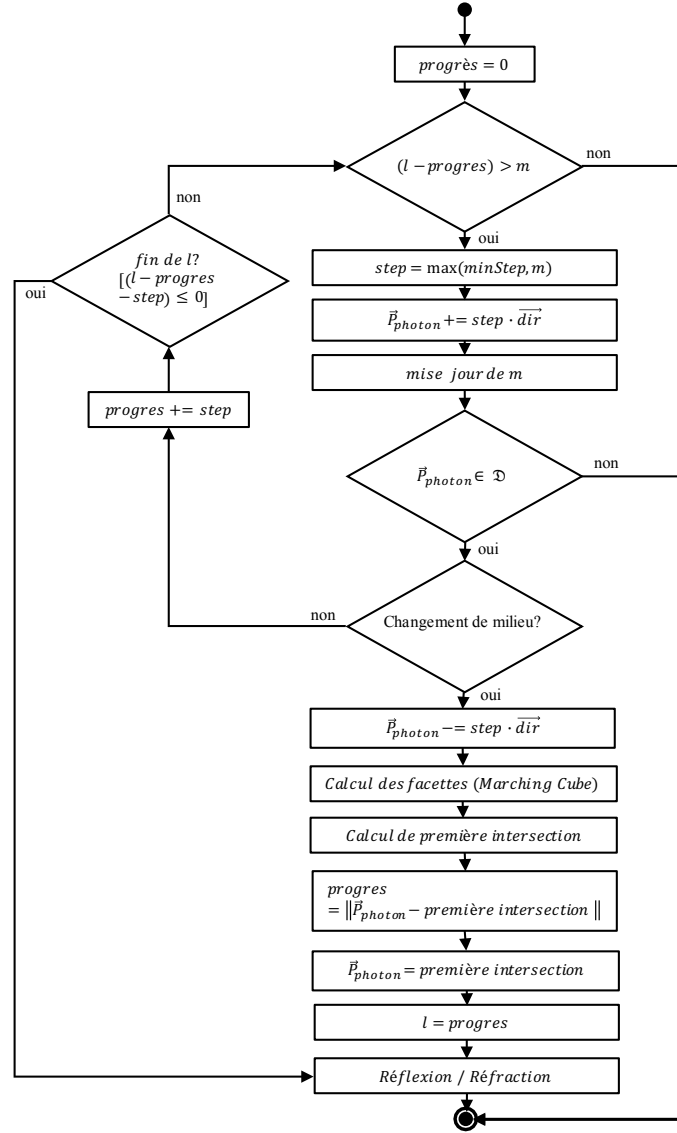 progrès = 0
(l − progres) > m
non
oui
non
fin de l?
[(l − progres
− step) ≤ 0]
oui
step = max(minStep, m)
P⃗photon += step · dir⃗
mise jour de m
progres += step
P⃗photon ∈ 𝔇
non
oui
Changement de milieu?
non
oui
P⃗photon −= step · dir⃗
Calcul des facettes (Marching Cube)
Calcul de première intersection
progres
= ‖P⃗photon − première intersection ‖
P⃗photon = première intersection
l = progres
Réflexion / Réfraction